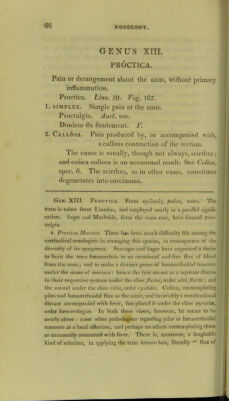 66 NOSOLOGY.
GENUS XIII.
PRÓCTICA.
Pain or derangement about the anus, without primary
inflammation.
Proctica. Linn. 59. Vog. 167.
1. SIMPLEX. Simple pain at the anus.
Proctalgia. Auct. var.
Douleur du fondement. F.
2. CALLÓSA. Pain produced by, or accompanied with,
a callous contraction of the rectum.
The cause is usually, though not always, scirrhus;
and colica callosa is an occasional result. See Colica,
spec. 6. The scirrhus, as in other cases, sometimes
degenerates into carcinoma.
GEN XIII. PROCTICA. From podex, nates. The
term is taken from Linnéus, and employed nearly in a parallel signifi-
cation. Sagar and Macbride, from the same root, have formed proc-
talgia.
4. Proctica Marisca. There has been much difficulty felt among the
methodical nosologists in arranging this species, in consequence of the
diversity of its symptoms. Sauvages and Sagar have expressed a desire
to limit the term hæmorrhois to an occasional and free flux of blood
from the anus; and to make a distinct genus of hæmorrhoidal tumours
under the name of mariscæ: hence the first occurs as a separate disease
in their respective systems under the class fluxus, order alvi fluxus; and
the second under the class vitia, order cystides. Cullen, contemplating
piles and hæmorrhoidal flux as the same, and invariably a constitutional
disease accompanied with fever, has placed it under the class pyrexiæ,
order hæmorrhagiæ. In both these views, however, he seems to be
nearly alone: most other pathologists regarding piles or hæmorrhoidal
tumours as a local affection, and perhaps no others contemplating them
as necessarily connected with fever. There is, moreover, a laughable
kind of solecism, in applying the term hæmorrhois, literally “ flux of